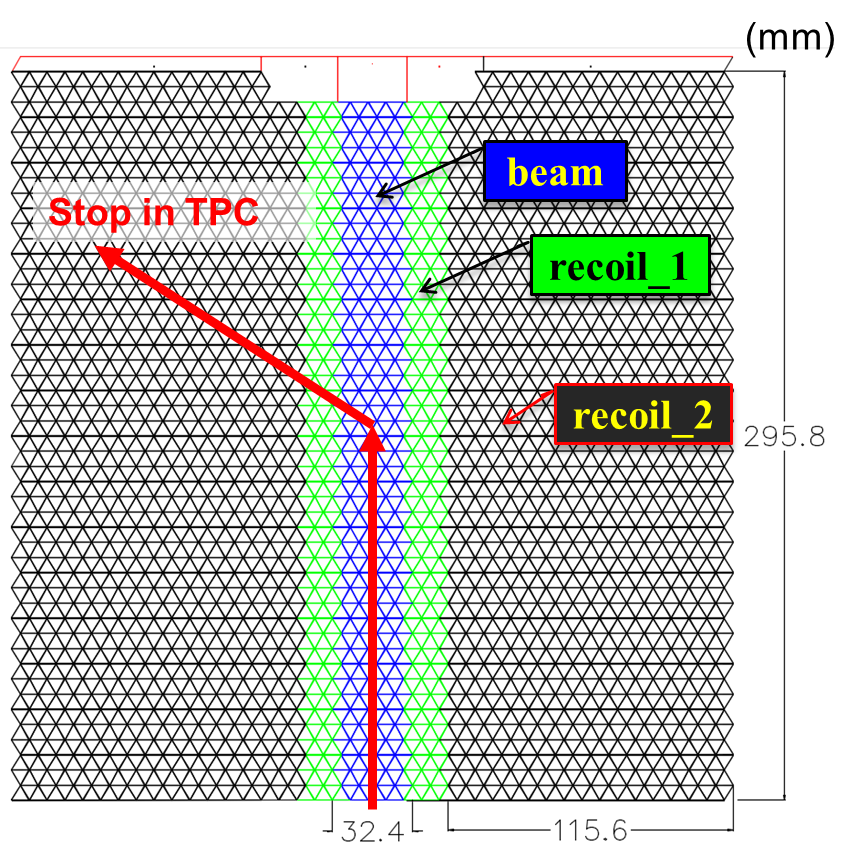 (mm)
beam
Stop in TPC
recoil_1
recoil_2
295.8
32.4
115.6